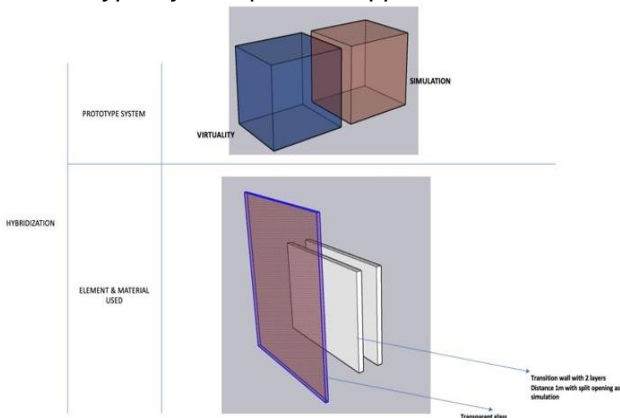 SIMULATION
PROTOTYPE SYSTEM
VIRTUALITY
HYBRIDIZATION
ELEMENT & MATERIAL
USED
Transition wall with 2 layers
Distance 1m with split opening as
simulation
Transparent glass